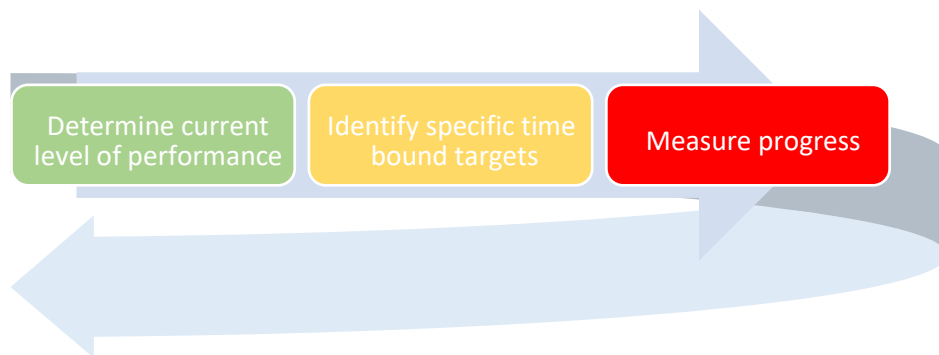 Determine current
level of performance
Identify specific time
bound targets
Measure progress